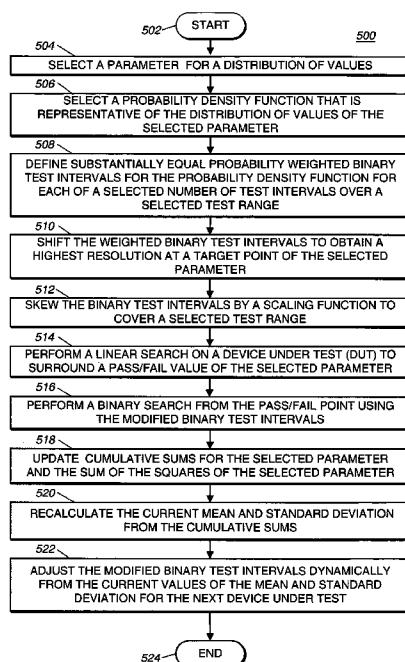 502
START
500
504
SELECT A PARAMETER FOR A DISTRIBUTION OF VALUES
506
SELECT A PROBABILITY DENSITY FUNCTION THAT IS
REPRESENTATIVE OF THE DISTRIBUTION OF VALUES OF THE
SELECTED PARAMETER
508
DEFINE SUBSTANTIALLY EQUAL PROBABILITY WEIGHTED BINARY
TEST INTERVALS FOR THE PROBABILITY DENSITY FUNCTION FOR
EACH OF A SELECTED NUMBER OF TEST INTERVALS OVER A
SELECTED TEST RANGE
510
SHIFT THE WEIGHTED BINARY TEST INTERVALS TO OBTAIN A
HIGHEST RESOLUTION AT A TARGET POINT OF THE SELECTED
PARAMETER
512
SKEW THE BINARY TEST INTERVALS BY A SCALING FUNCTION TO
COVER A SELECTED TEST RANGE
514
PERFORM A LINEAR SEARCH ON A DEVICE UNDER TEST (DUT) TO
SURROUND A PASS/FAIL VALUE OF THE SELECTED PARAMETER
516
PERFORM A BINARY SEARCH FROM THE PASS/FAIL POINT USING
THE MODIFIED BINARY TEST INTERVALS
518
UPDATE CUMULATIVE SUMS FOR THE SELECTED PARAMETER
AND THE SUM OF THE SQUARES OF THE SELECTED PARAMETER
520
RECALCULATE THE CURRENT MEAN AND STANDARD DEVIATION
FROM THE CUMULATIVE SUMS
522
ADJUST THE MODIFIED BINARY TEST INTERVALS DYNAMICALLY
FROM THE CURRENT VALUES OF THE MEAN AND STANDARD
DEVIATION FOR THE NEXT DEVICE UNDER TEST
524
END